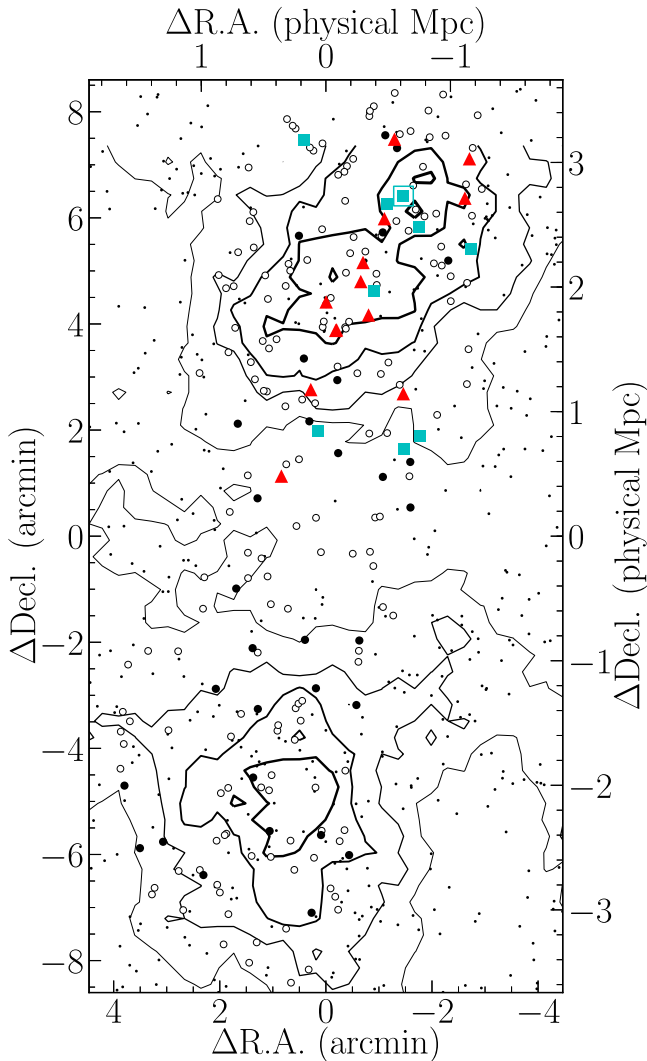 ΔR.A. (physical Mpc)
1 0 −1
8
6
4
2
0
−2
−4
−6
−8
ΔDecl. (arcmin)
3
2
1
0
−1
−2
−3
ΔDecl. (physical Mpc)
4 2 0 −2 −4
ΔR.A. (arcmin)